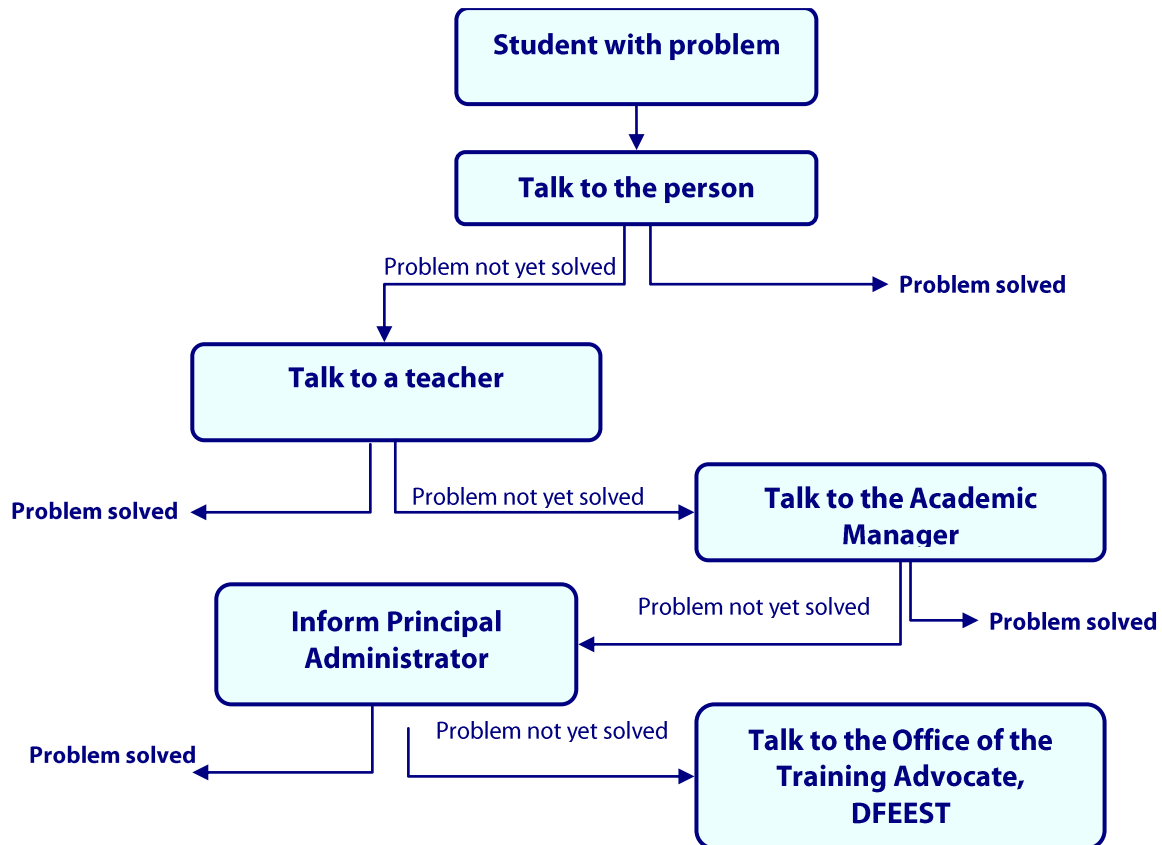 Student with problem
Talk to the person
Problem not yet solved
Problem solved
Talk to a teacher
Problem solved
Problem not yet solved
Talk to the Academic
Manager
Problem not yet solved
Problem solved
Inform Principal
Administrator
Problem solved
Problem not yet solved
Talk to the Office of the
Training Advocate,
DFEEST